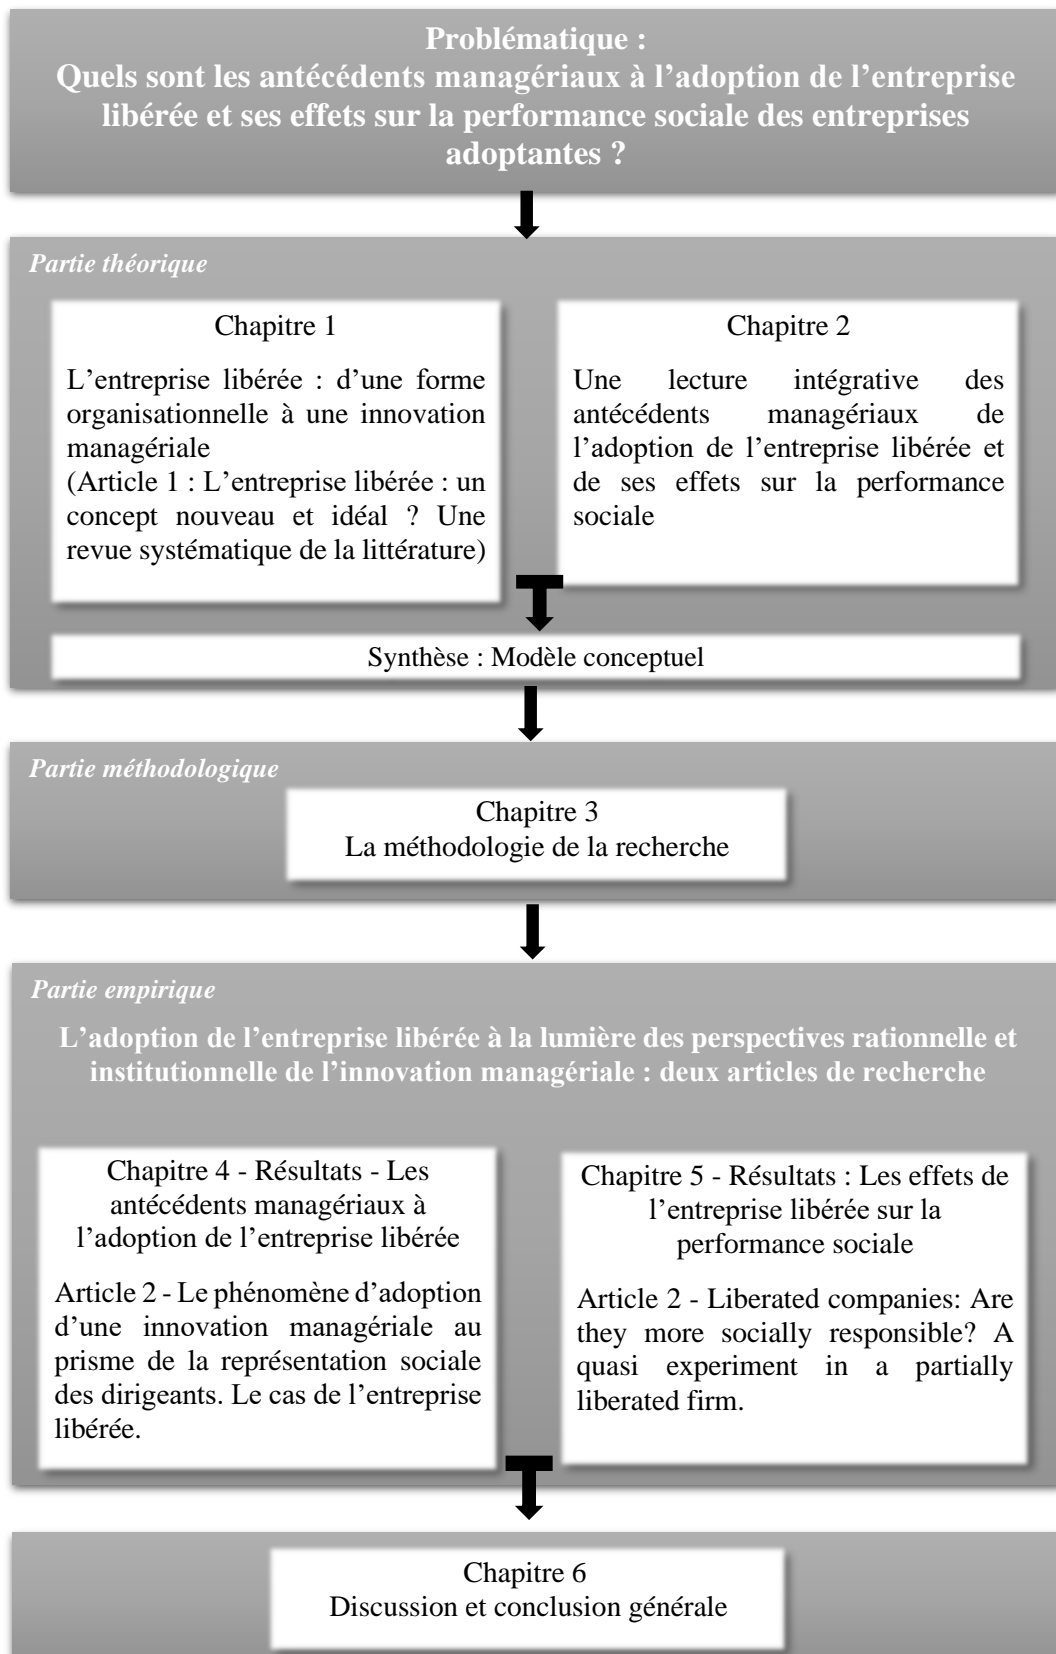 Problématique :
Quels sont les antécédents managériaux à l’adoption de l’entreprise
libérée et ses effets sur la performance sociale des entreprises
adoptantes ?
Partie théorique
Chapitre 1
L’entreprise libérée : d’une forme
organisationnelle à une innovation
managériale
(Article 1 : L’entreprise libérée : un
concept nouveau et idéal ? Une
revue systématique de la littérature)
Chapitre 2
Une lecture intégrative des
antécédents managériaux de
l’adoption de l’entreprise libérée et
de ses effets sur la performance
sociale
Synthèse : Modèle conceptuel
Partie méthodologique
Chapitre 3
La méthodologie de la recherche
Partie empirique
L’adoption de l’entreprise libérée à la lumière des perspectives rationnelle et
institutionnelle de l’innovation managériale : deux articles de recherche
Chapitre 4 - Résultats - Les
antécédents managériaux à
l’adoption de l’entreprise libérée
Article 2 - Le phénomène d’adoption
d’une innovation managériale au
prisme de la représentation sociale
des dirigeants. Le cas de l’entreprise
libérée.
Chapitre 5 - Résultats : Les effets de
l’entreprise libérée sur la
performance sociale
Article 2 - Liberated companies: Are
they more socially responsible? A
quasi experiment in a partially
liberated firm.
Chapitre 6
Discussion et conclusion générale